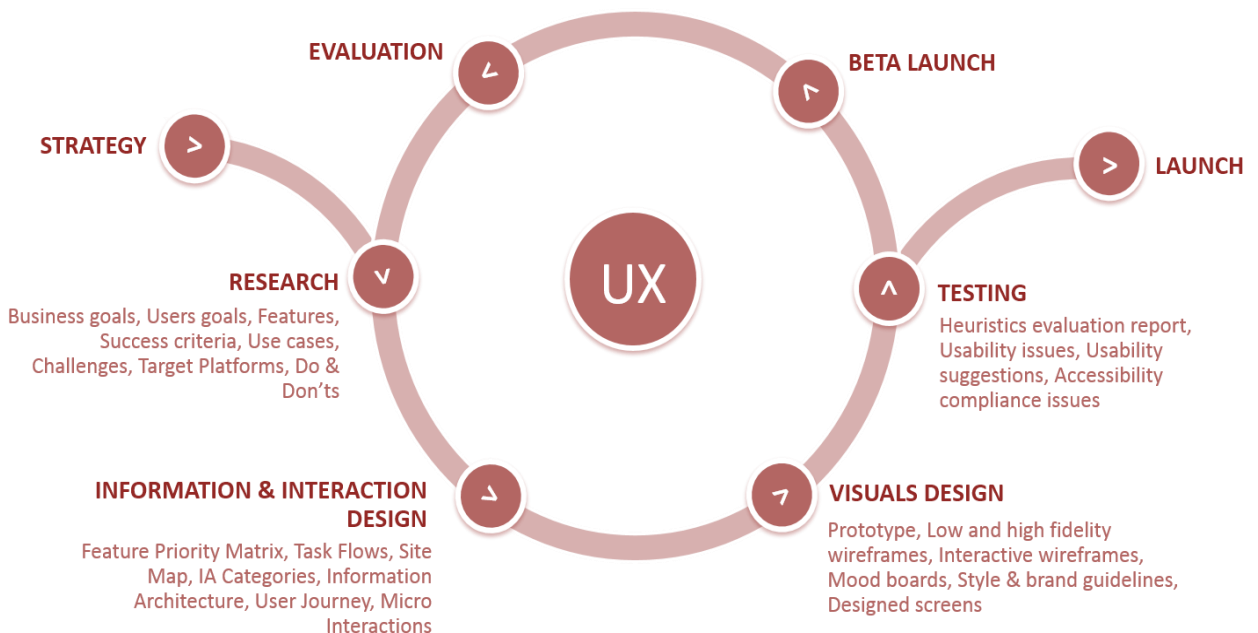 EVALUATION
BETA LAUNCH
STRATEGY
LAUNCH
RESEARCH
Business goals, Users goals, Features,
Success criteria, Use cases,
Challenges, Target Platforms, Do &
Don’ts
UX
TESTING
Heuristics evaluation report,
Usability issues, Usability
suggestions, Accessibility
compliance issues
INFORMATION & INTERACTION
DESIGN
Feature Priority Matrix, Task Flows, Site
Map, IA Categories, Information
Architecture, User Journey, Micro
Interactions
VISUALS DESIGN
Prototype, Low and high fidelity
wireframes, Interactive wireframes,
Mood boards, Style & brand guidelines,
Designed screens